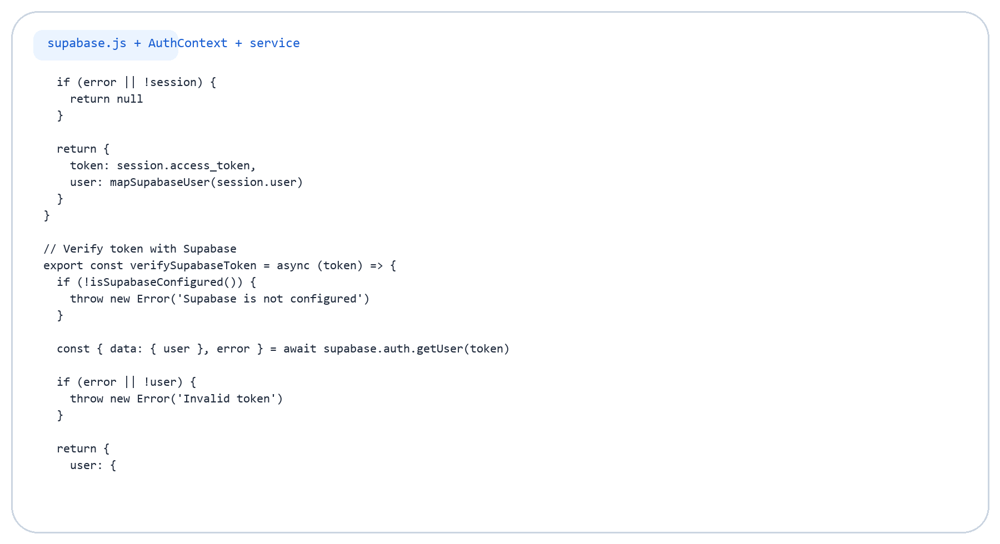 supabase.js + AuthContext + service
if (error || !session) {
return null
}
return {
token: session.access_token,
user: mapSupabaseUser(session.user)
}
}
// Verify token with Supabase
export const verifySupabaseToken = async (token) => {
if (!isSupabaseConfigured()) {
throw new Error('Supabase is not configured')
}
const { data: { user }, error } = await supabase.auth.getUser(token)
if (error || !user) {
throw new Error('Invalid token')
}
return {
user: {